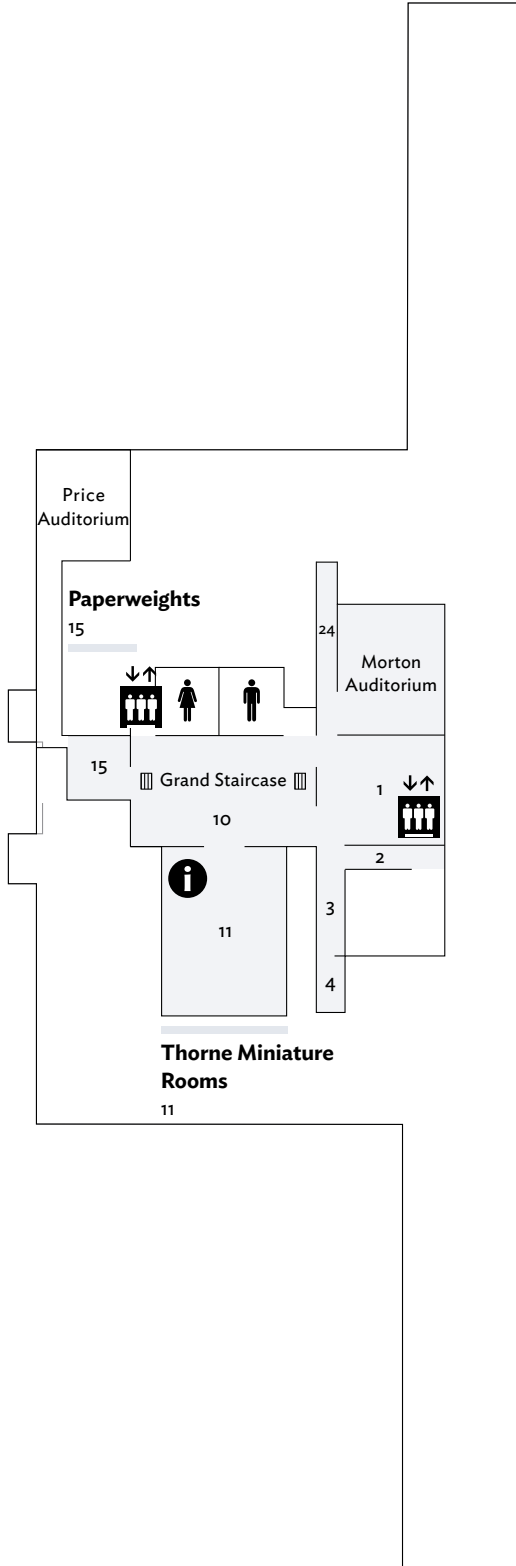 Price
Auditorium
Paperweights
15
24
Morton
Auditorium
15
Grand Staircase
1
10
2
i
11
3
4
Thorne Miniature
Rooms
11